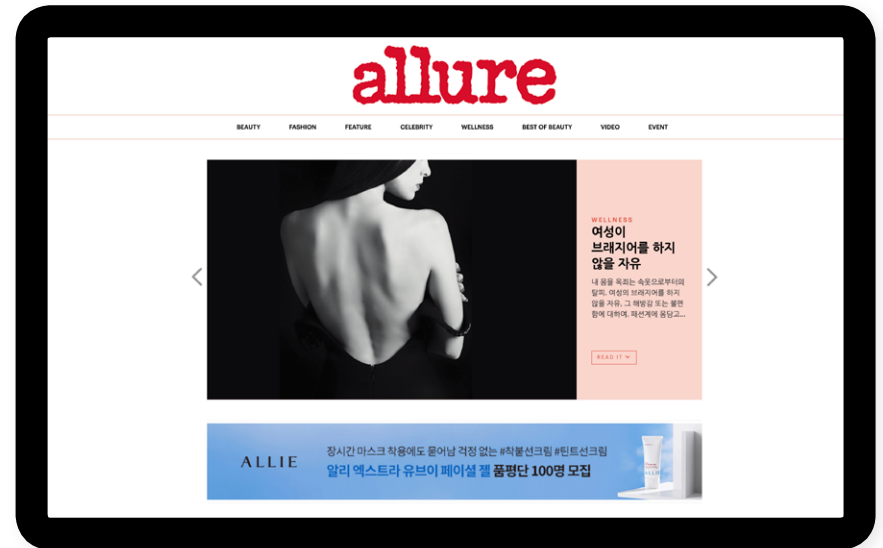 allure
BEAUTY FASHION FEATURE CELEBRITY WELLNESS BEST OF BEAUTY VIDEO EVENT
WELLNESS
여성이
브래지어를 하지
않을 자유
내 몸을 옥죄는 속옷으로부터의
탈피. 여성의 브래지어를 하지
않을 자유, 그 해방감 또는 불편
함에 대하여. 패션계에 몸담고...
READ IT
ALLIE
장시간 마스크 착용에도 묻어남 걱정 없는 #착붙선크림 #틴트선크림
알리 엑스트라 유브이 페이셜 젤 품평단 100명 모집
ALLIE